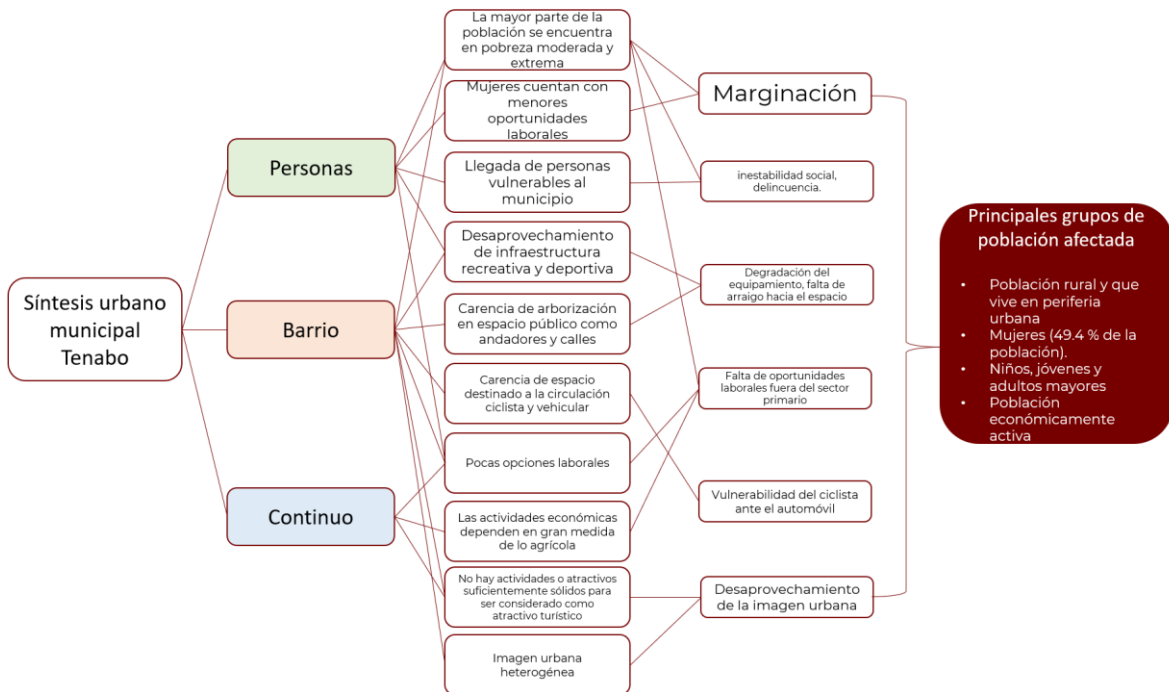 Síntesis urbano
municipal
Tenabo
Personas
Barrio
Continuo
La mayor parte de la
población se encuentra
en pobreza moderada y
extrema
Mujeres cuentan con
menores
oportunidades
laborales
Llegada de personas
vulnerables al
municipio
Desaprovechamiento
de infraestructura
recreativa y deportiva
Carencia de arborización
en espacio público como
andadores y calles
Carencia de espacio
destinado a la circulación
ciclista y vehicular
Pocas opciones laborales
Las actividades económicas
dependen en gran medida
de lo agrícola
No hay actividades o atractivos
suficientemente sólidos para
ser considerado como
atractivo turístico
Imagen urbana
heterogénea
Marginación
inestabilidad social,
delincuencia.
Degradación del
equipamiento, falta de
arraigo hacia el espacio
Falta de oportunidades
laborales fuera del sector
primario
Vulnerabilidad del ciclista
ante el automóvil
Desaprovechamiento
de la imagen urbana
Principales grupos de
población afectada
• Población rural y que
vive en periferia
urbana
• Mujeres (49.4 % de la
población).
• Niños, jóvenes y
adultos mayores
• Población
económicamente
activa